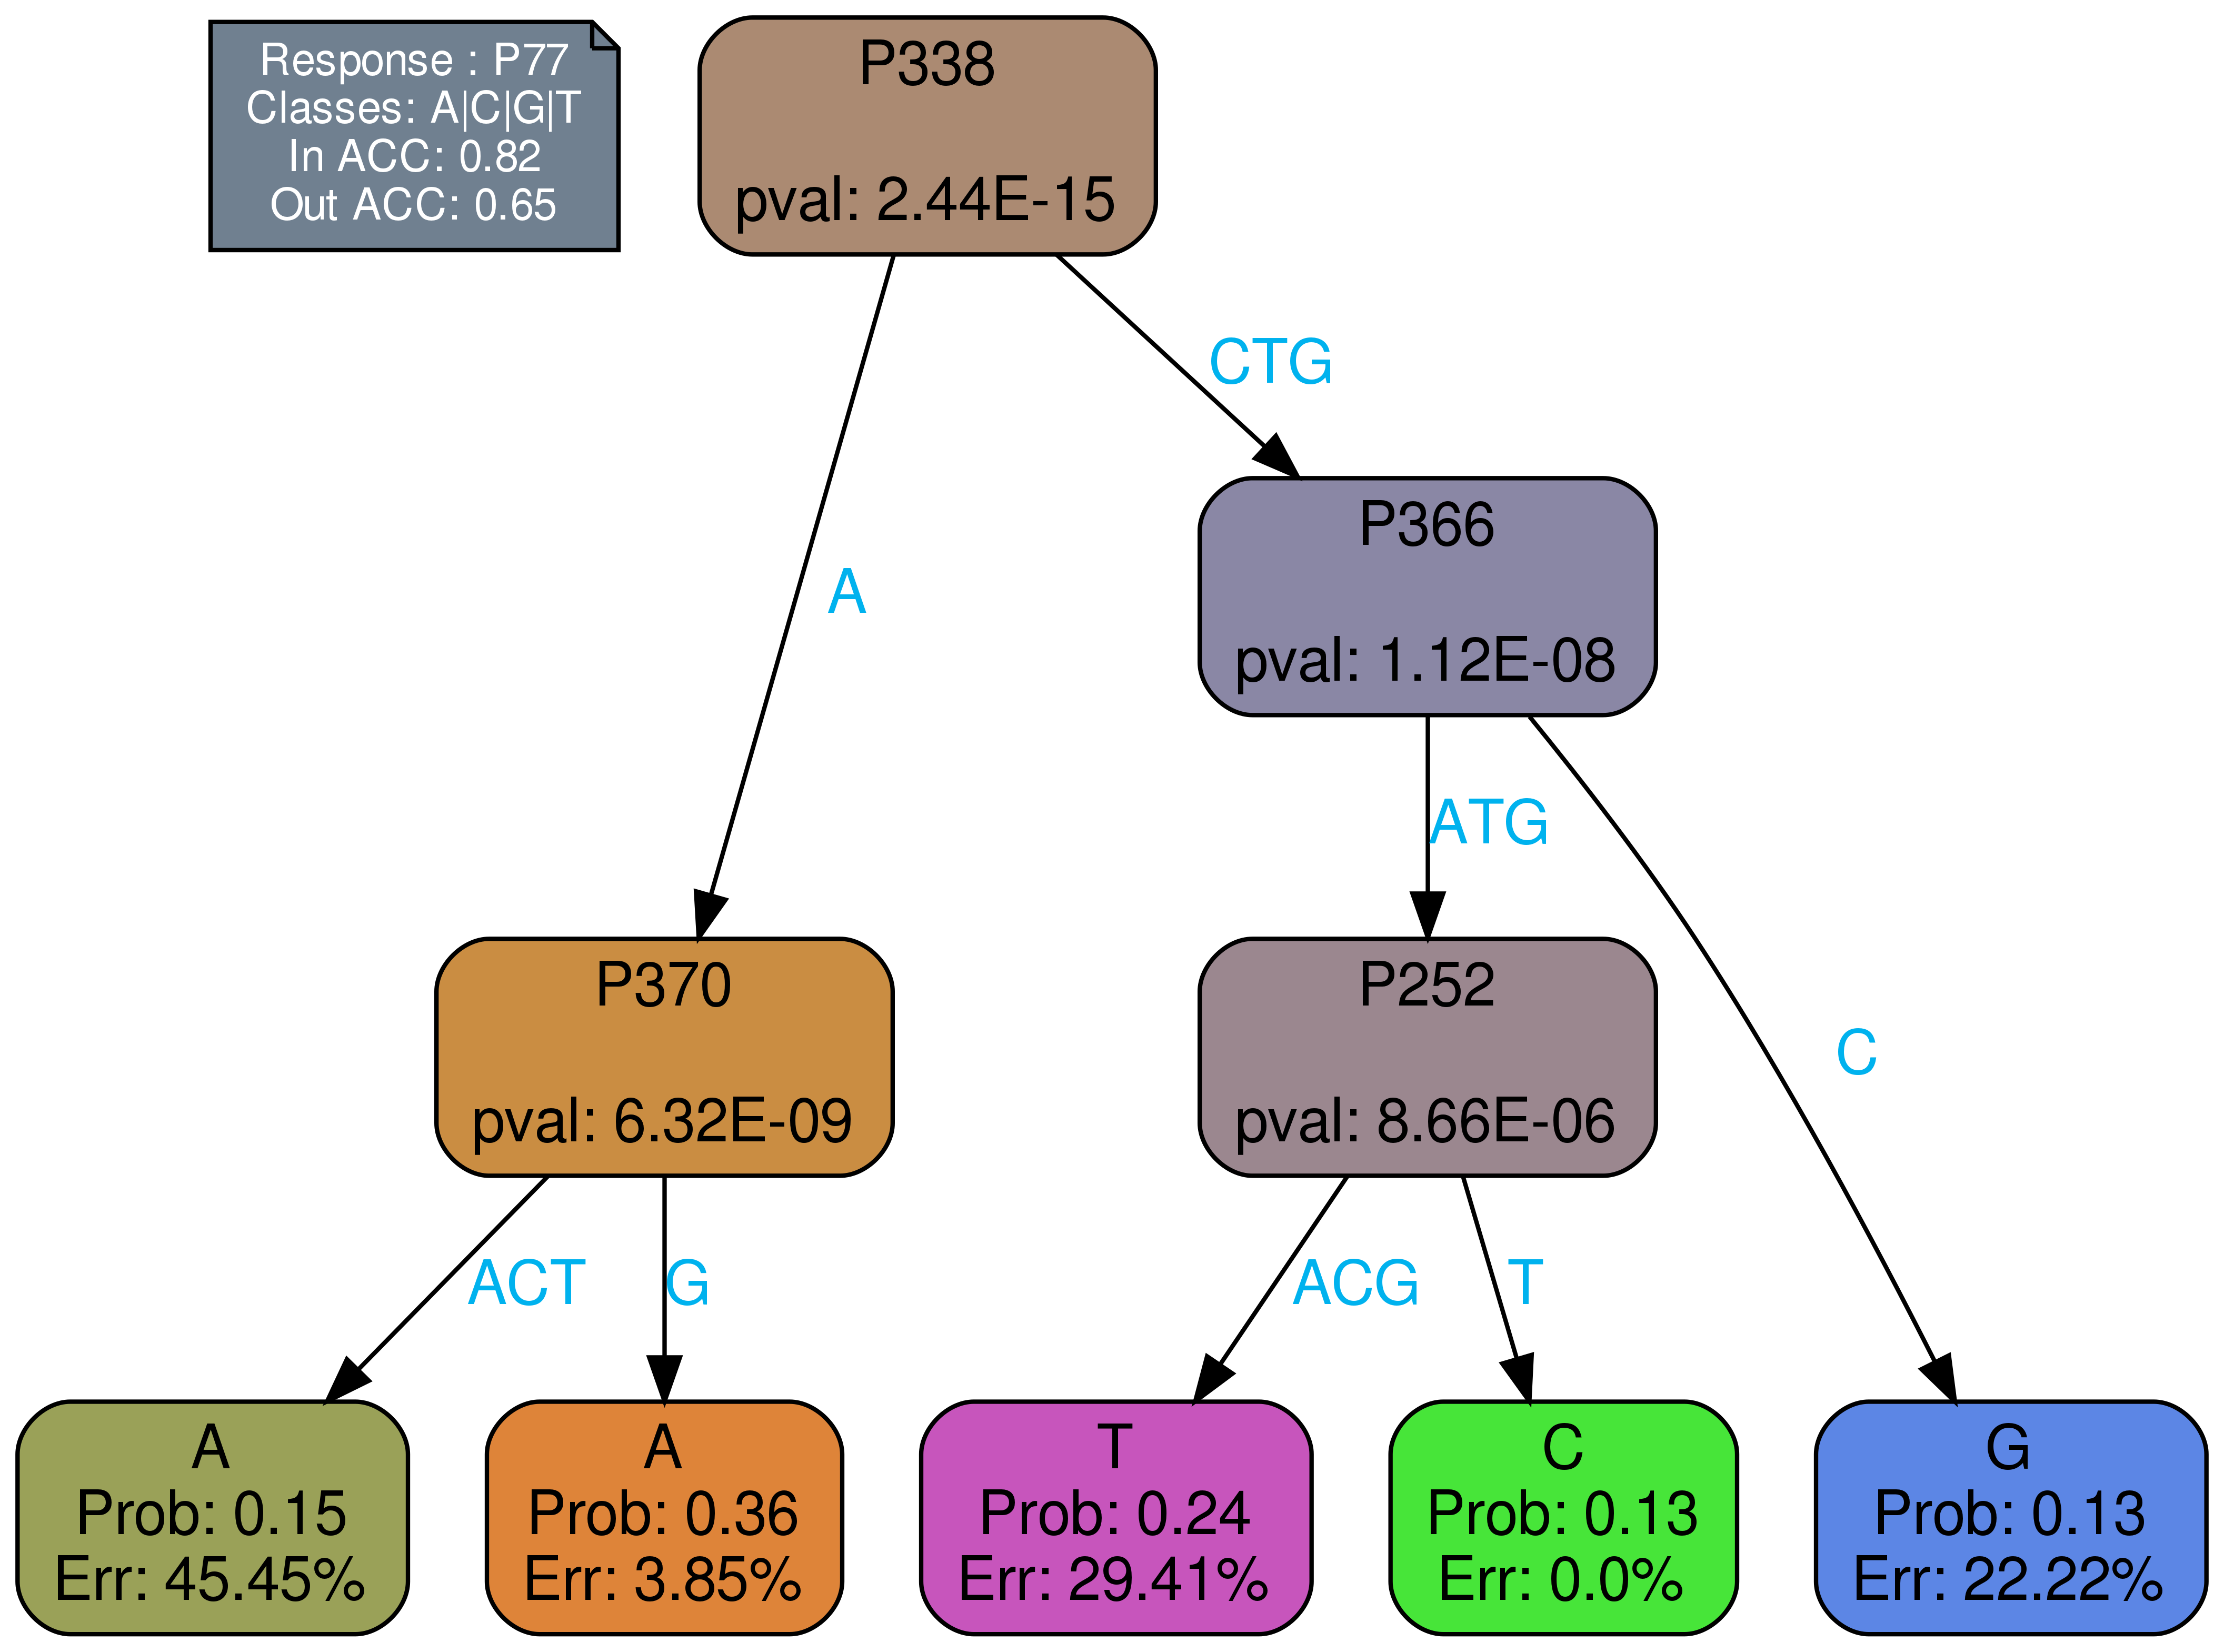 Response : P77
Classes: A|C|G|T
In ACC: 0.82
Out ACC: 0.65
P338
pval: 2.44E-15
CTG
A
P366
pval: 1.12E-08
ATG
C
P370
pval: 6.32E-09
P252
pval: 8.66E-06
ACT
G
ACG
T
A
Prob: 0.15
Err: 45.45%
A
Prob: 0.36
Err: 3.85%
T
Prob: 0.24
Err: 29.41%
C
Prob: 0.13
Err: 0.0%
G
Prob: 0.13
Err: 22.22%